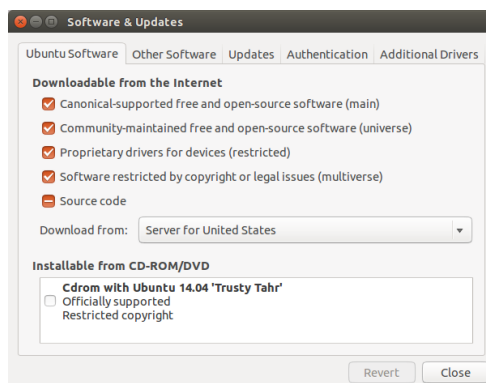 Software & Updates
Ubuntu Software Other Software Updates Authentication Additional Drivers
Downloadable from the Internet
Canonical-supported free and open-source software (main)
Community-maintained free and open-source software (universe)
Proprietary drivers for devices (restricted)
Software restricted by copyright or legal issues (multiverse)
Source code
Download from: Server for United States
Installable from CD-ROM/DVD
Cdrom with Ubuntu 14.04 'Trusty Tahr'
Officially supported
Restricted copyright
Revert Close